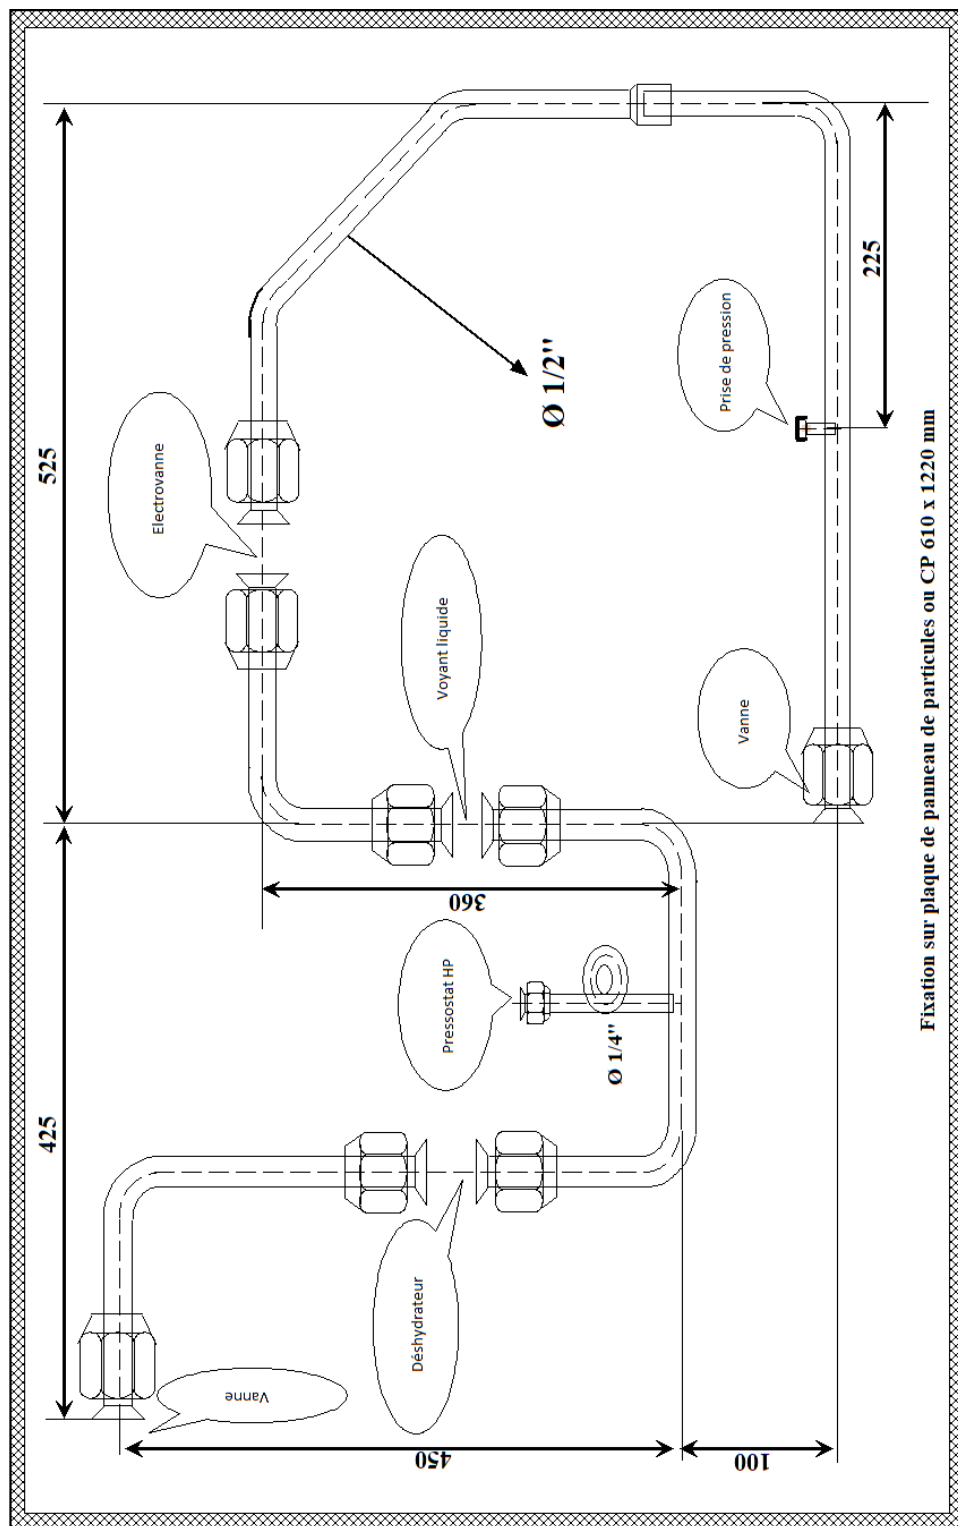 525
425
Electrovanne
Ø 1/2"
Prise de pression
225
Voyant liquide
Vanne
360
Pressostat HP
Ø 1/4"
Déshydrateur
Vanne
450
100
Fixation sur plaque de panneau de particules ou CP 610 x 1220 mm